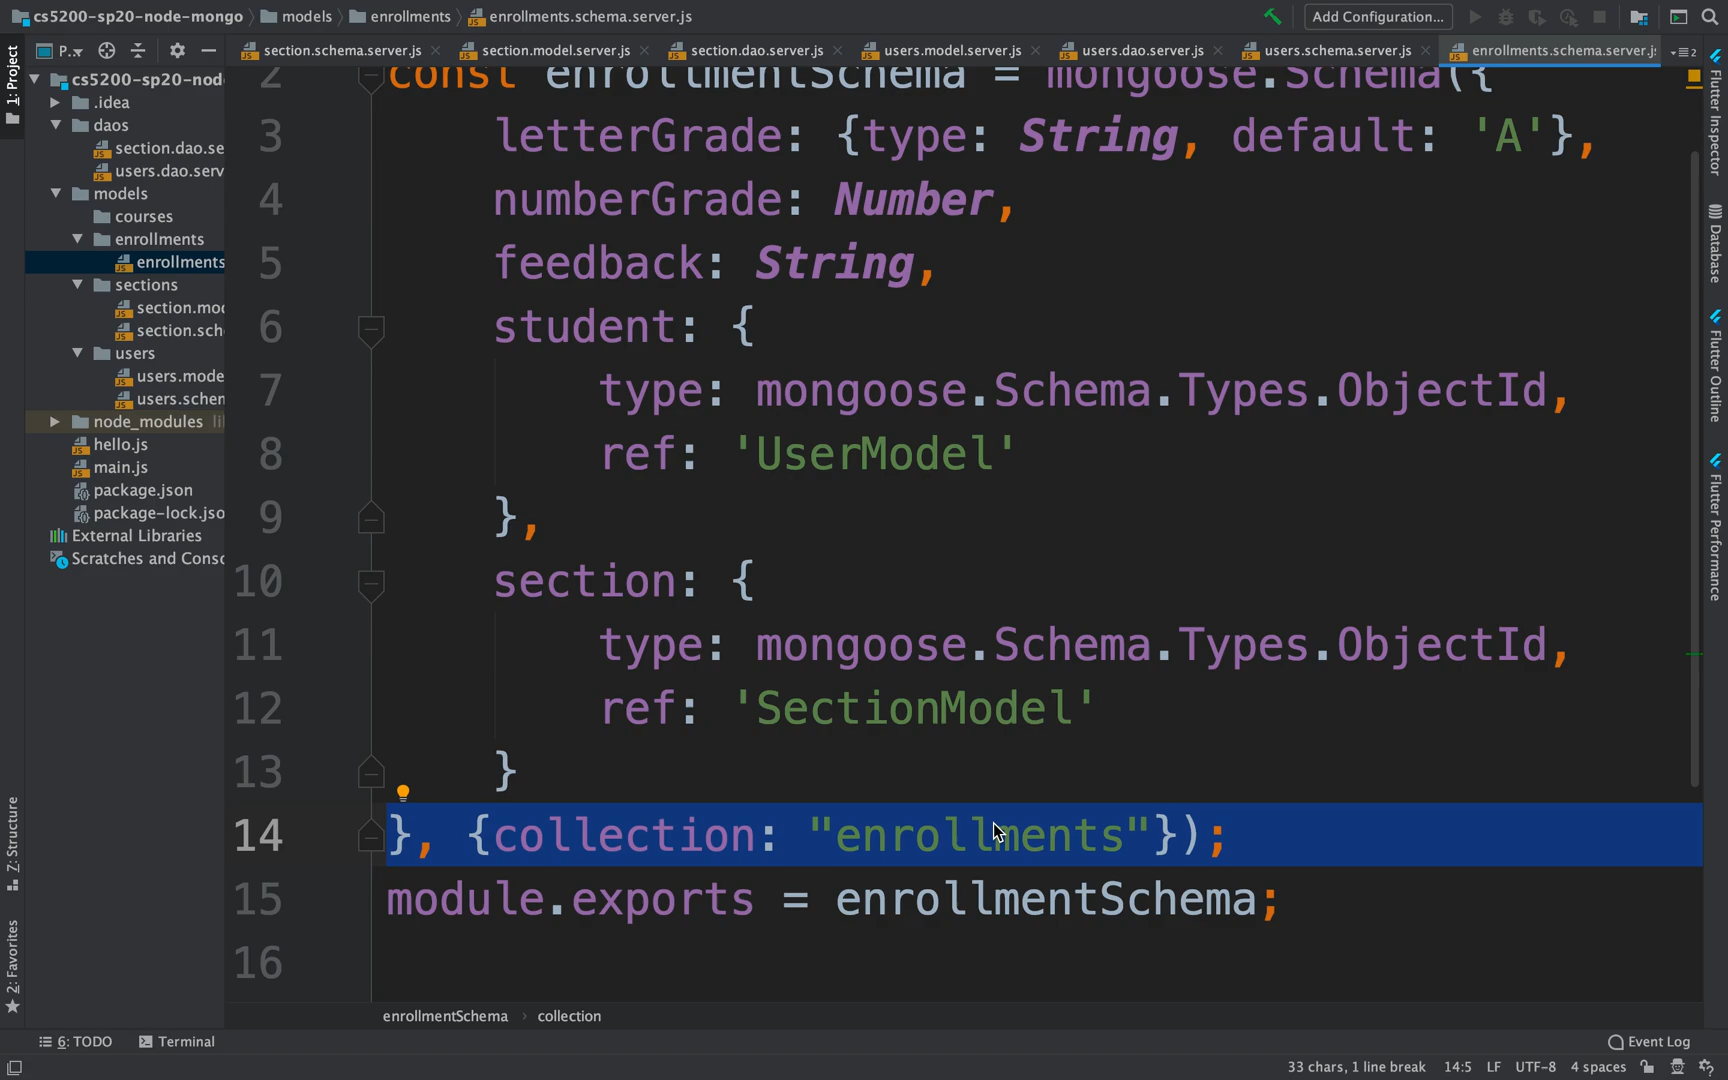 cs5200-sp20-node-mongo models enrollments enrollments.schema.server.js
Add Configuration...
1: Project
P..
section.schema.server.js
section.model.server.js
section.dao.server.js
users.model.server.js
users.dao.server.js
users.schema.server.js
enrollments.schema.server.js
2
cs5200-sp20-nod
.idea
daos
section.dao.se
users.dao.serv
models
courses
enrollments
enrollments
sections
section.mod
section.sch
users
users.mode
users.schem
node_modules li
hello.js
main.js
package.json
package-lock.jso
External Libraries
Scratches and Consc
2 const enrollmentSchema = mongoose.Schema({
3 letterGrade: {type: String, default: 'A'},
4 numberGrade: Number,
5 feedback: String,
6 student: {
7 type: mongoose.Schema.Types.ObjectId,
8 ref: 'UserModel'
9 },
10 section: {
11 type: mongoose.Schema.Types.ObjectId,
12 ref: 'SectionModel'
13 }
14 }, {collection: "enrollments"});
15 module.exports = enrollmentSchema;
16
Flutter Inspector
Database
Flutter Outline
Flutter Performance
Z: Structure
2: Favorites
enrollmentSchema collection
6: TODO Terminal
Event Log
33 chars, 1 line break 14:5 LF UTF-8 4 spaces